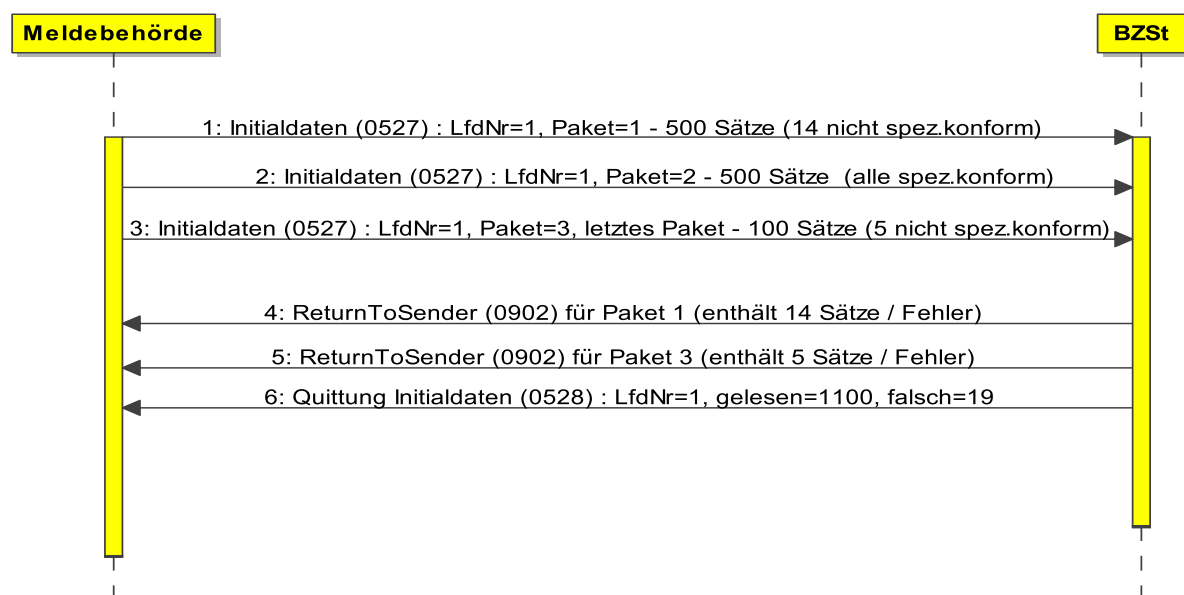 Meldebehörde
BZSt
1: Initialdaten (0527) : LfdNr=1, Paket=1 - 500 Sätze (14 nicht spez.konform)
2: Initialdaten (0527) : LfdNr=1, Paket=2 - 500 Sätze  (alle spez.konform)
3: Initialdaten (0527) : LfdNr=1, Paket=3, letztes Paket - 100 Sätze (5 nicht spez.konform)
4: ReturnToSender (0902) für Paket 1 (enthält 14 Sätze / Fehler)
5: ReturnToSender (0902) für Paket 3 (enthält 5 Sätze / Fehler)
6: Quittung Initialdaten (0528) : LfdNr=1, gelesen=1100, falsch=19